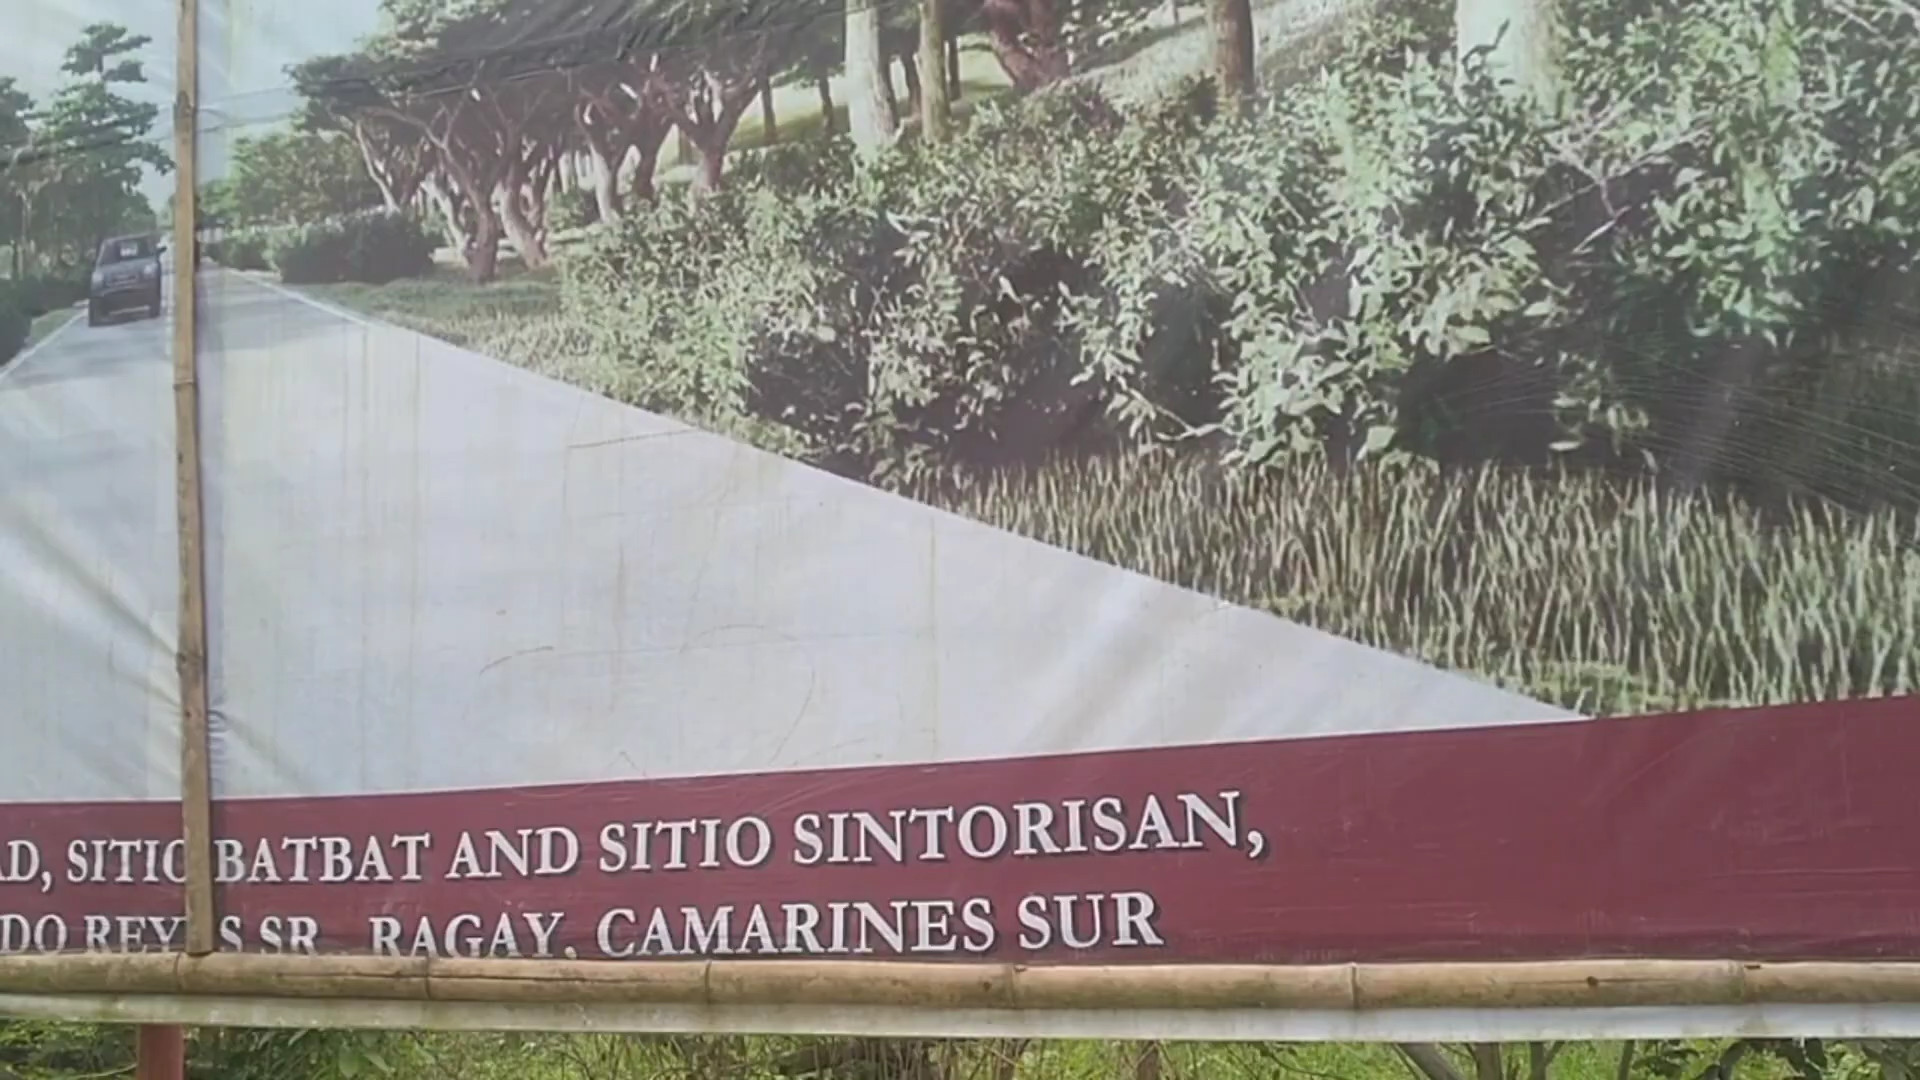 AD, SITIO BATBAT AND SITIO SINTORISAN,
DO REYES SR., RAGAY, CAMARINES SUR